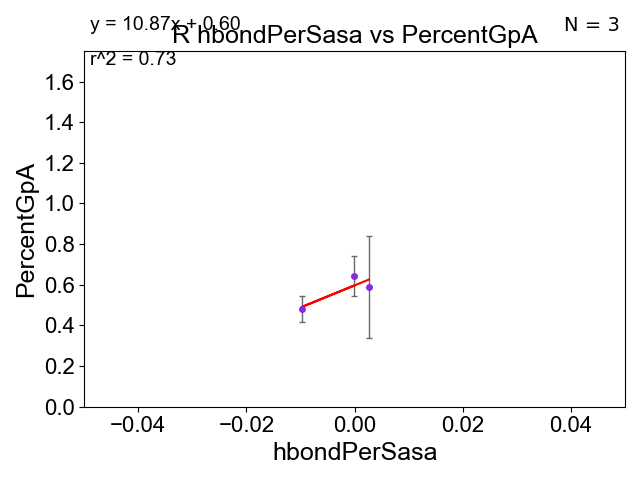 y = 10.87x + 0.60
R hbondPerSasa vs PercentGpA
N = 3
r^2 = 0.73
PercentGpA
1.6
1.4
1.2
1.0
0.8
0.6
0.4
0.2
0.0
−0.04
−0.02
0.00
0.02
0.04
hbondPerSasa